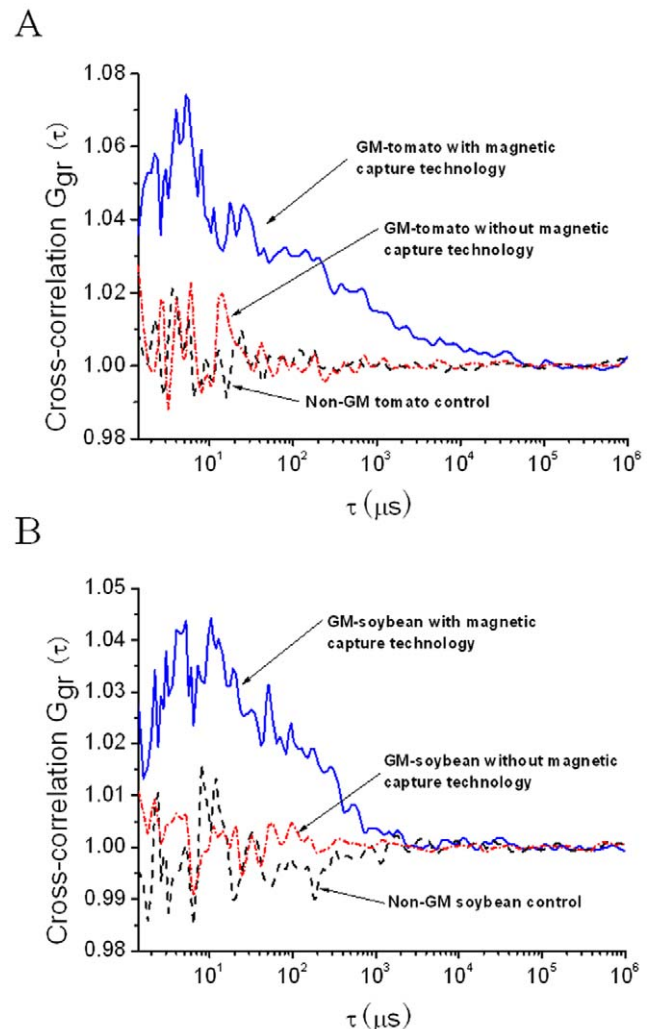 A
1.08
1.06
1.04
1.02
1.00
0.98
Cross-correlation Ggr (τ)
GM-tomato with magnetic
capture technology
GM-tomato without magnetic
capture technology
Non-GM tomato control
10¹ 10² 10³ 10⁴ 10⁵ 10⁶
τ (μs)
B
1.05
1.04
1.03
1.02
1.01
1.00
0.99
0.98
Cross-correlation Ggr (τ)
GM-soybean with magnetic
capture technology
GM-soybean without magnetic
capture technology
Non-GM soybean control
10¹ 10² 10³ 10⁴ 10⁵ 10⁶
τ (μs)